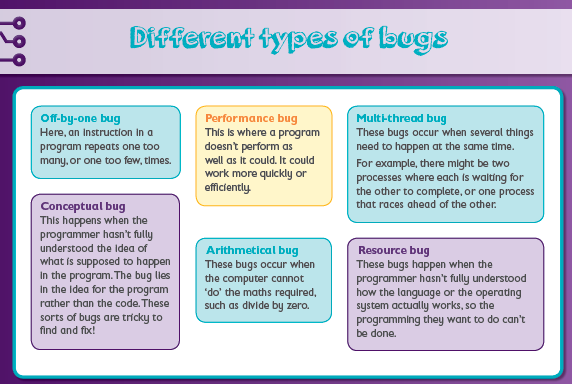 Different types of bugs
Off-by-one bug
Here, an instruction in a
program repeats one too
many, or one too few, times.
Conceptual bug
This happens when the
programmer hasn't fully
understood the idea of
what is supposed to happen
in the program. The bug lies
in the idea for the program
rather than the code. These
sorts of bugs are tricky to
find and fix!
Performance bug
This is where a program
doesn't perform as
well as it could. It could
work more quickly or
efficiently.
Arithmetical bug
These bugs occur when
the computer cannot
'do' the maths required,
such as divide by zero.
Multi-thread bug
These bugs occur when several things
need to happen at the same time.
For example, there might be two
processes where each is waiting for
the other to complete, or one process
that races ahead of the other.
Resource bug
These bugs happen when the
programmer hasn't fully understood
how the language or the operating
system actually works, so the
programming they want to do can't
be done.